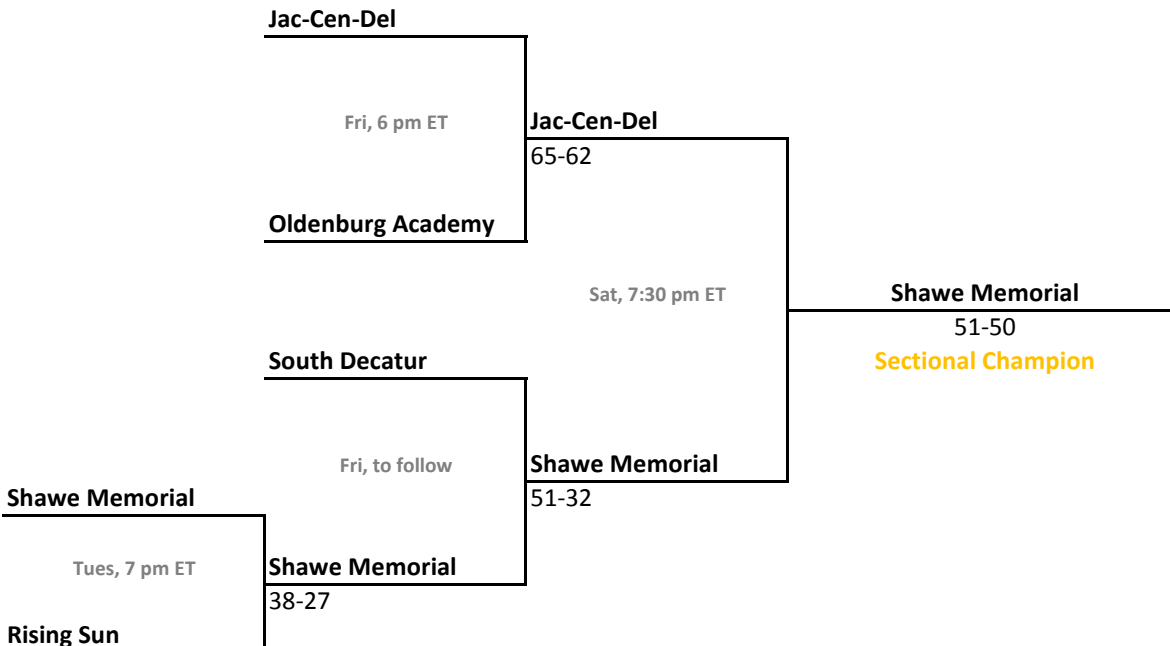 Jac-Cen-Del
Fri, 6 pm ET
Jac-Cen-Del
65-62
Oldenburg Academy
Sat, 7:30 pm ET
Shawe Memorial
51-50
Sectional Champion
South Decatur
Fri, to follow
Shawe Memorial
51-32
Shawe Memorial
Tues, 7 pm ET
Shawe Memorial
38-27
Rising Sun